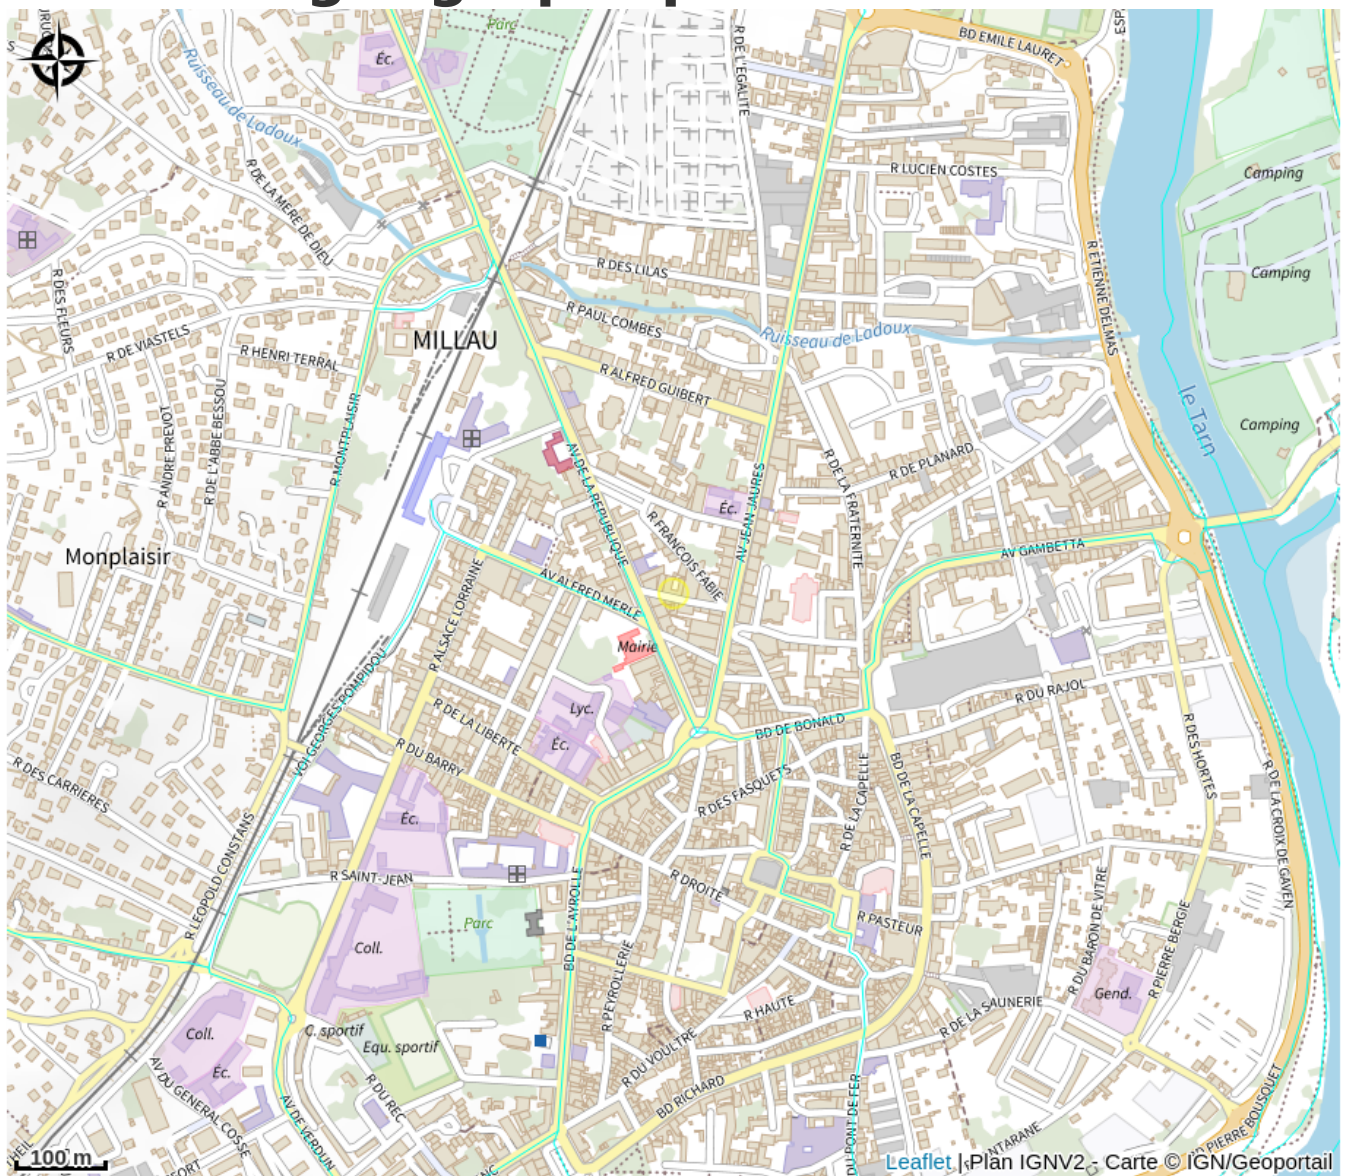 Parc
BD EMILE LAURET
ESP
Éc.
R DE L'EGALITE
Ruisseau de Ladoux
R LUCIEN COSTES
Camping
R DE LA MERE DE DIEU
R ETIENNE DELMAS
Camping
R DES LILAS
R DES FLEURS
R PAUL COMBES
Ruisseau de Ladoux
MILLAU
R DE VIASTELS
R HENRI TERRAL
R ALFRED GUIBERT
le Tarn
Camping
R ANDRE PREVOT
R DE L'ABBE BESSOU
R MONTPLAISIR
AV DE LA REPUBLIQUE
R DE LA FRATERNITE
R DE PLANARD
AV JEAN JAURES
Éc.
R FRANCOIS FABIE
AV GAMBETTA
Monplaisir
AV ALFRED MERLE
R ALSACE LORRAINE
Mairie
VOI GEORGES POMPIDOU
R DU RAJOL
Lyc.
R DE LA LIBERTE
BD DE BONALD
Éc.
R DU BARRY
R DES HORTES
R DES CARRIERES
R DES FASQUETS
R DE LA CAPELLE
BD DE LA CAPELLE
R DE LA CROIX DE GAVEN
Éc.
R LEOPOLD CONSTANS
R SAINT-JEAN
R DROITE
BD DE L'AYROLLE
R PASTEUR
R DU BARON DE VITRE
R PIERRE BERGIE
Parc
Coll.
R PEYROLLERIE
Gend.
R HAUTE
R DE LA SAUNERIE
C. sportif
Coll.
Equ. sportif
R DU VOULTRE
Éc.
BD RICHARD
R DU REC
AV DU GENERAL COSSE
AV DE VERDUN
DU PONT DE FER
PIERRE BOUSQUET
NTARANE
100 m
Leaflet | Plan IGNV2 - Carte © IGN/Geoportail